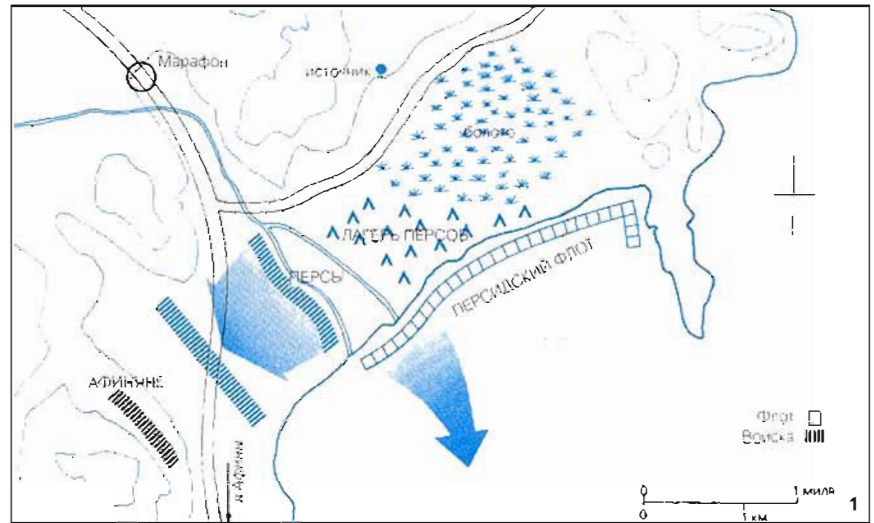 Марафон
источник
болото
ЛАГЕРЬ ПЕРСОВ
ПЕРСЫ
ПЕРСИДСКИЙ ФЛОТ
АФИНЯНЕ
в Афины
Флот
Войска
0 1 миля
0 1 км
1